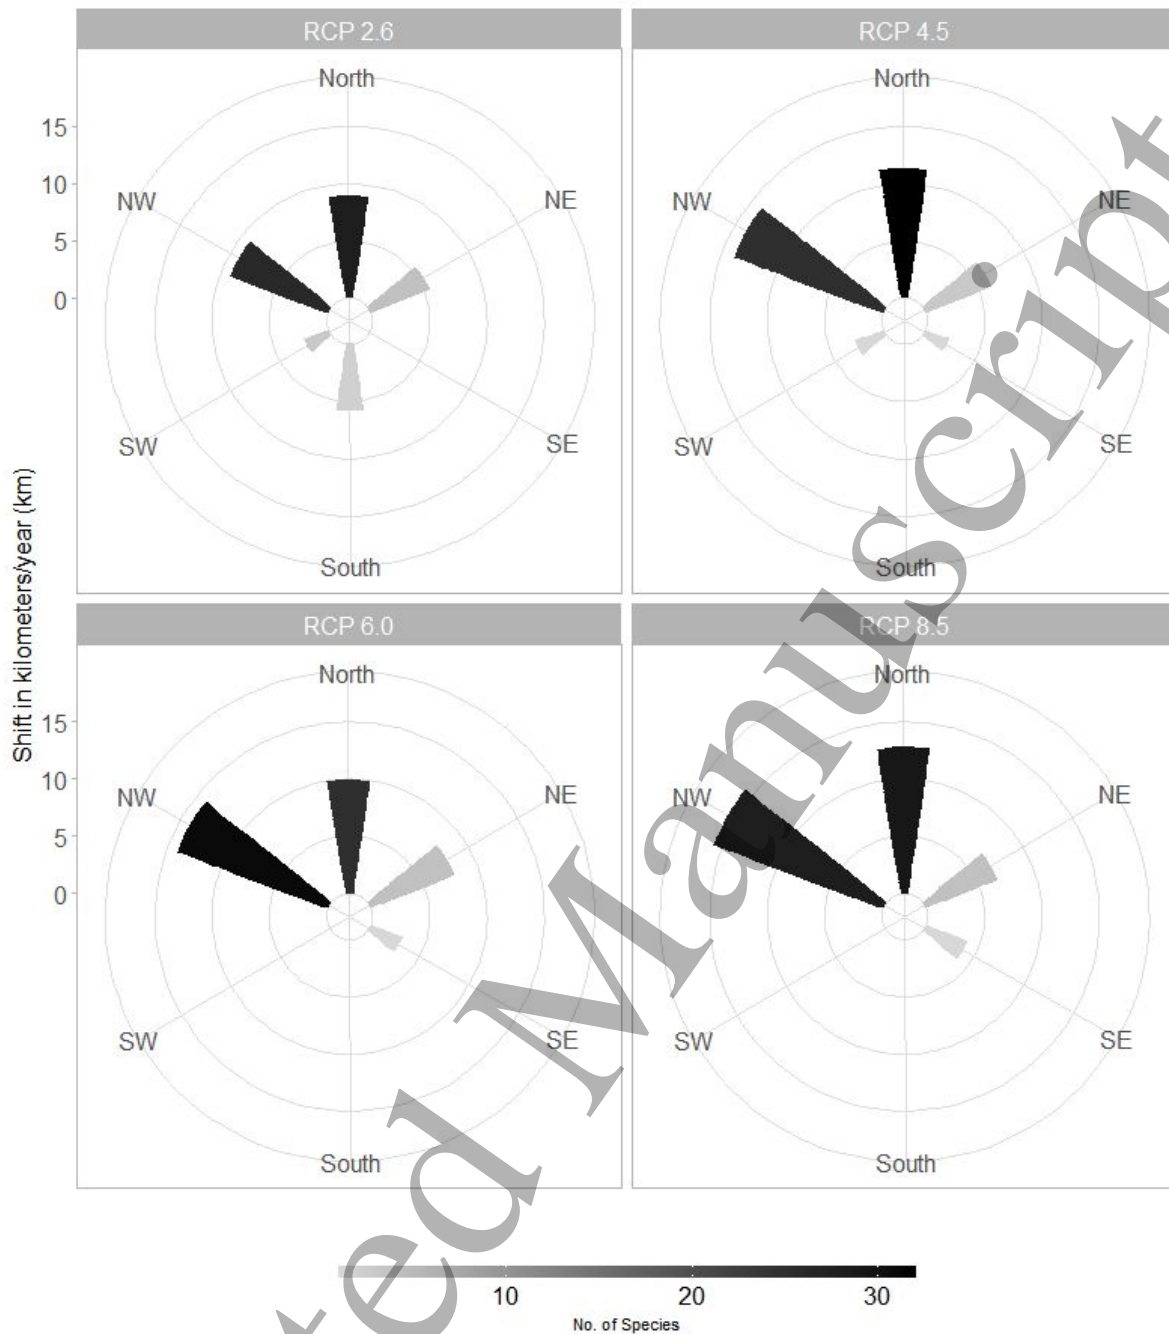 RCP 2.6
RCP 4.5
North
North
15
10
NW
NE
NW
NE
5
0
SW
SE
SW
SE
South
South
Shift in kilometers/year (km)
RCP 6.0
RCP 8.5
North
North
15
10
NW
NE
NW
NE
5
0
SW
SE
SW
SE
South
South
10
20
30
No. of Species
ted Manuscript